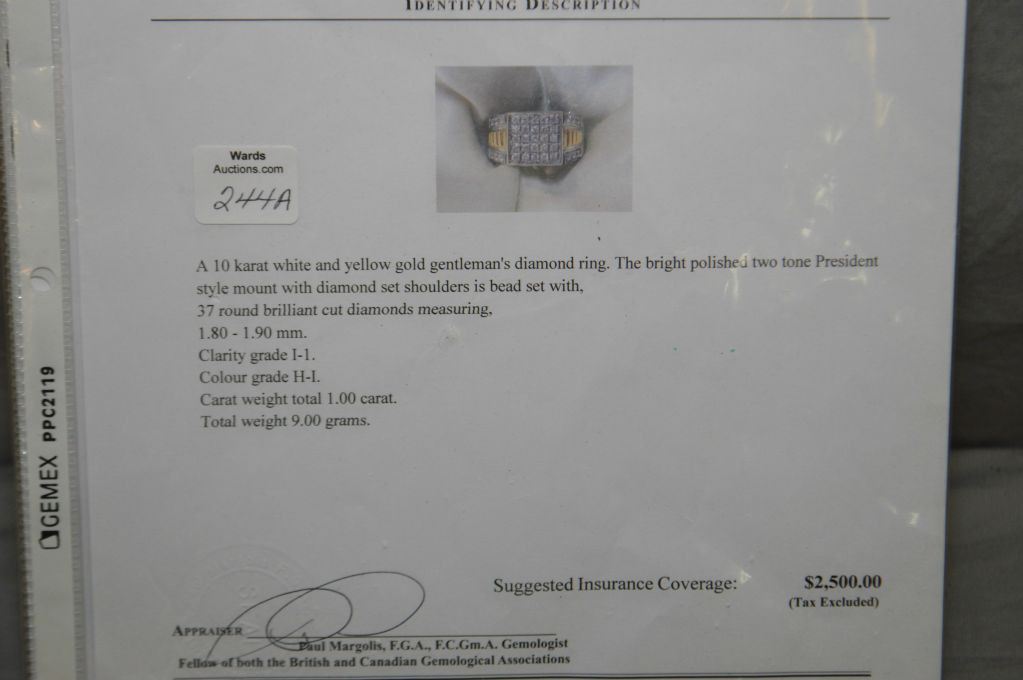 IDENTIFYING DESCRIPTION
Wards
Auctions.com
244A
A 10 karat white and yellow gold gentleman's diamond ring. The bright polished two tone President
style mount with diamond set shoulders is bead set with,
37 round brilliant cut diamonds measuring,
1.80 - 1.90 mm.
Clarity grade I-1.
Colour grade H-I.
Carat weight total 1.00 carat.
Total weight 9.00 grams.
GEMEX PPC2119
Suggested Insurance Coverage: $2,500.00
(Tax Excluded)
APPRAISER
Paul Margolis, F.G.A., F.C.Gm.A. Gemologist
Fellow of both the British and Canadian Gemological Associations